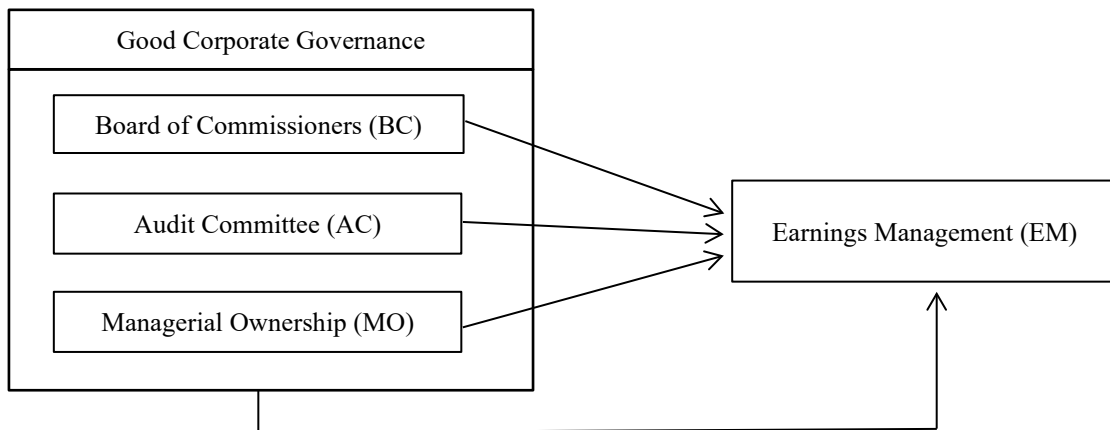 Good Corporate Governance
Board of Commissioners (BC)
Audit Committee (AC)
Earnings Management (EM)
Managerial Ownership (MO)